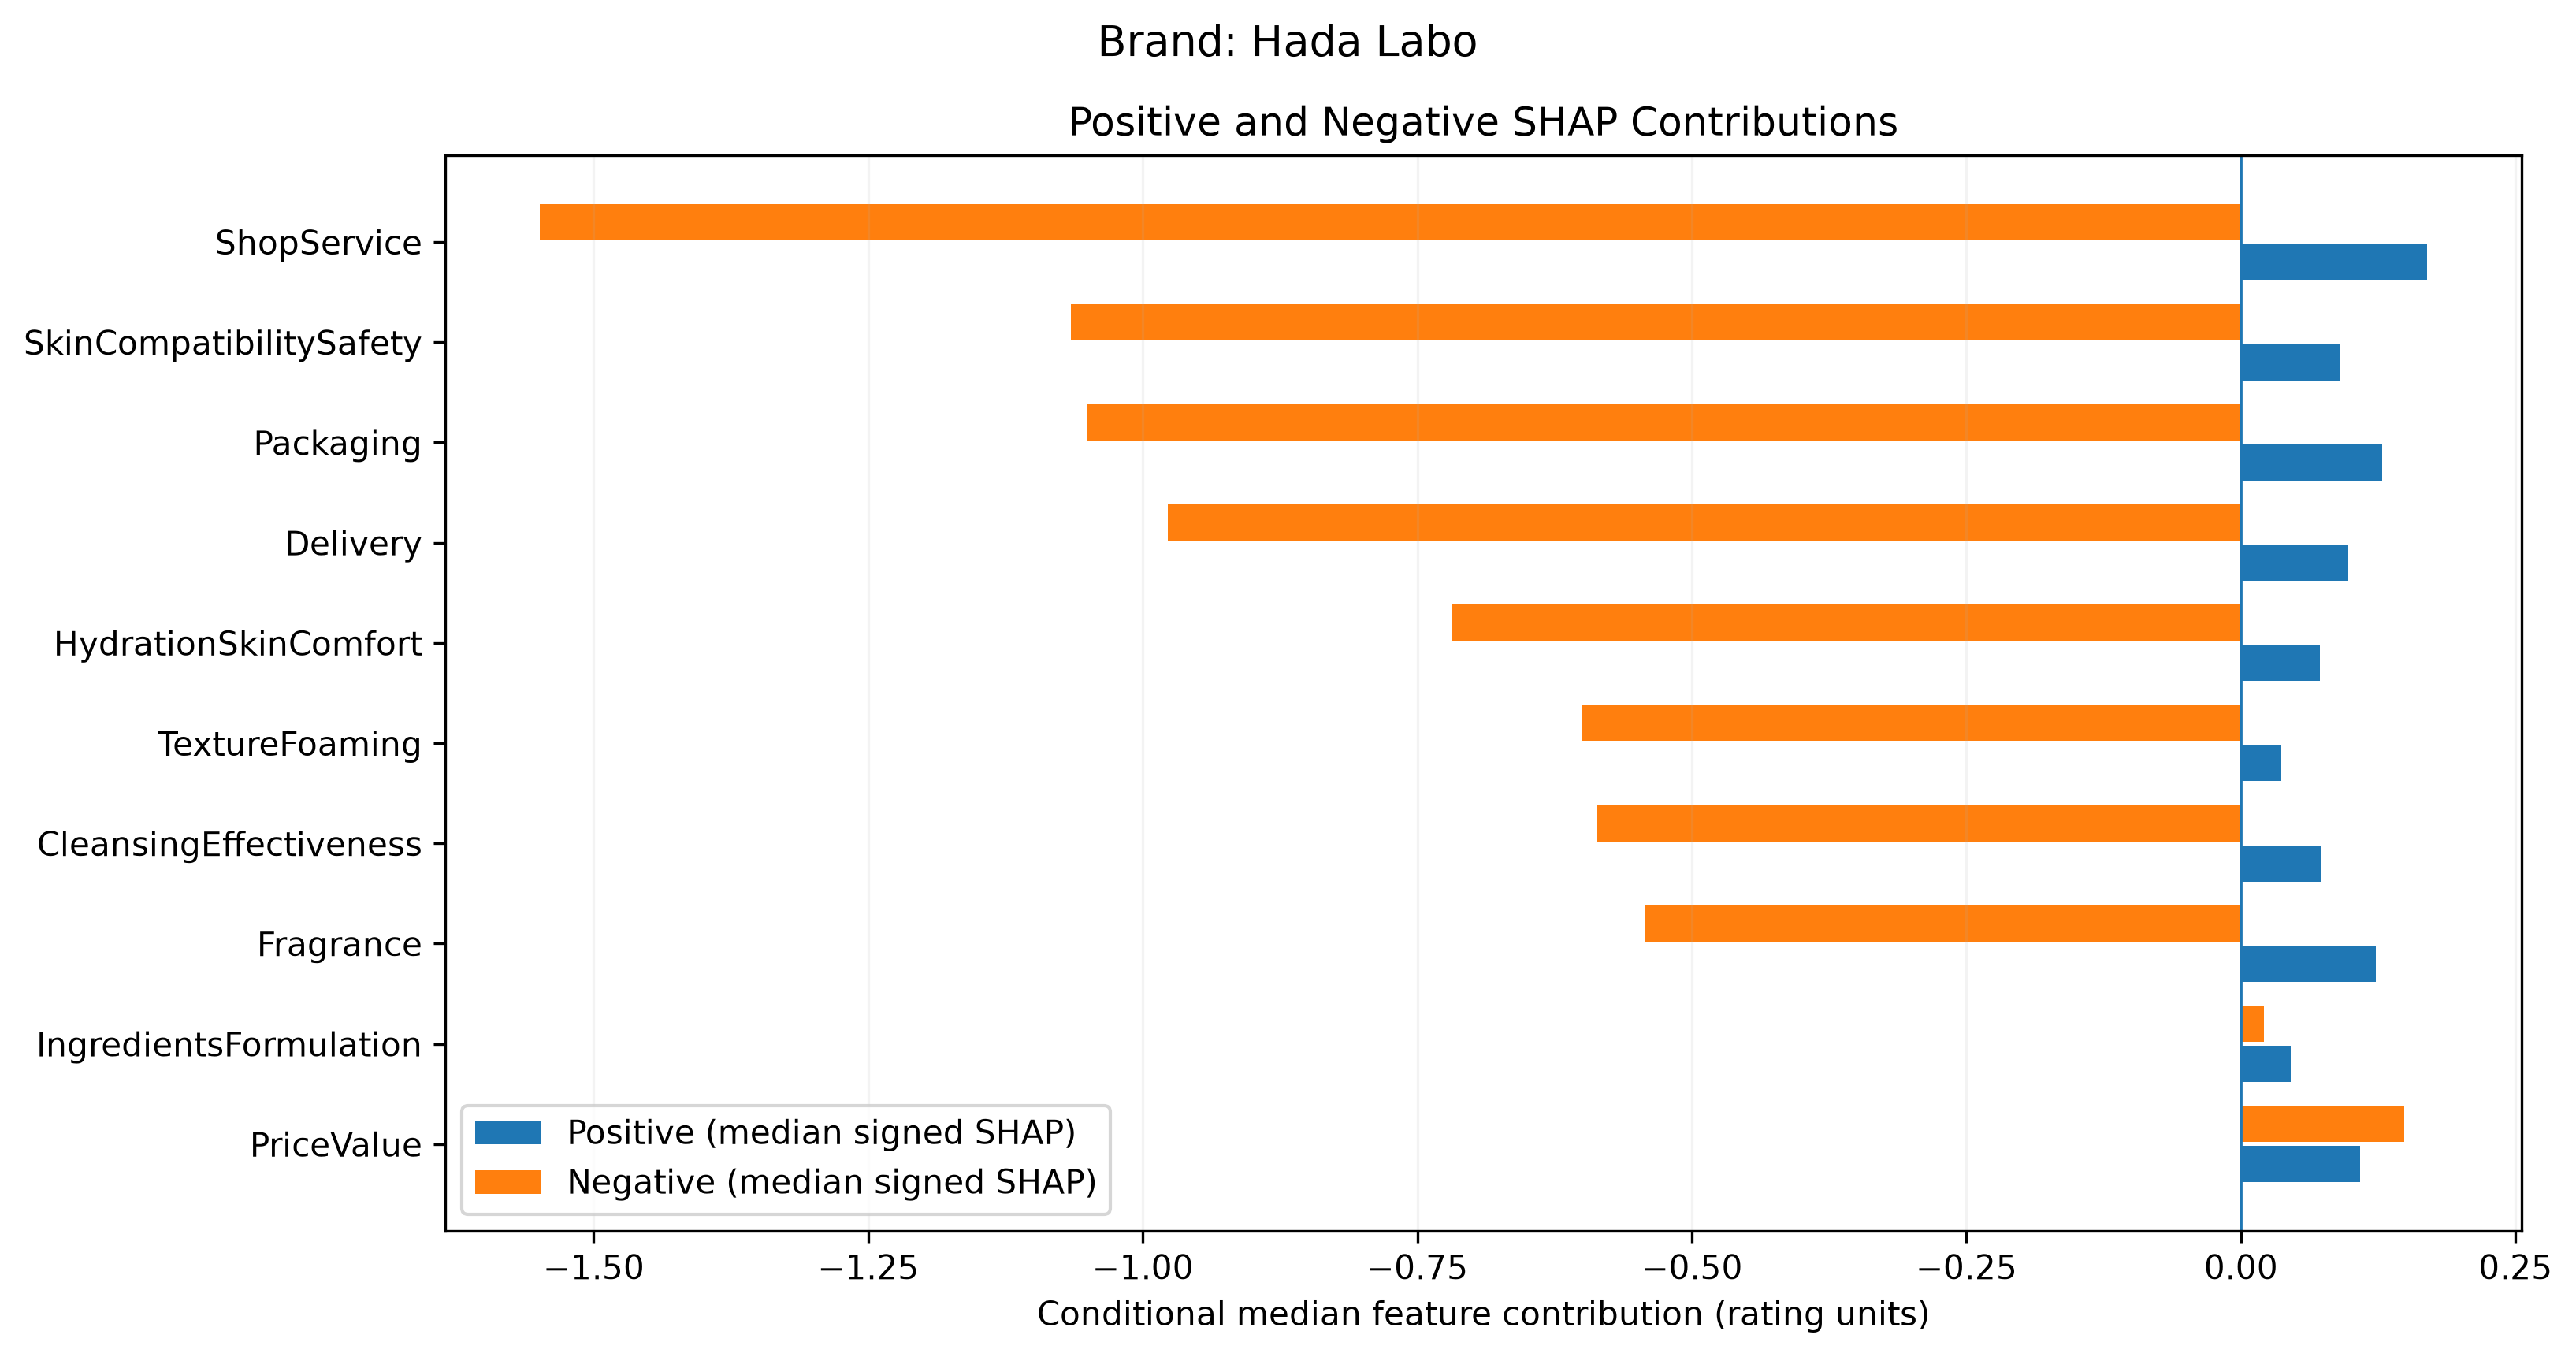 Brand: Hada Labo
Positive and Negative SHAP Contributions
ShopService
SkinCompatibilitySafety
Packaging
Delivery
HydrationSkinComfort
TextureFoaming
CleansingEffectiveness
Fragrance
IngredientsFormulation
PriceValue
Positive (median signed SHAP)
Negative (median signed SHAP)
−1.50 −1.25 −1.00 −0.75 −0.50 −0.25 0.00 0.25
Conditional median feature contribution (rating units)